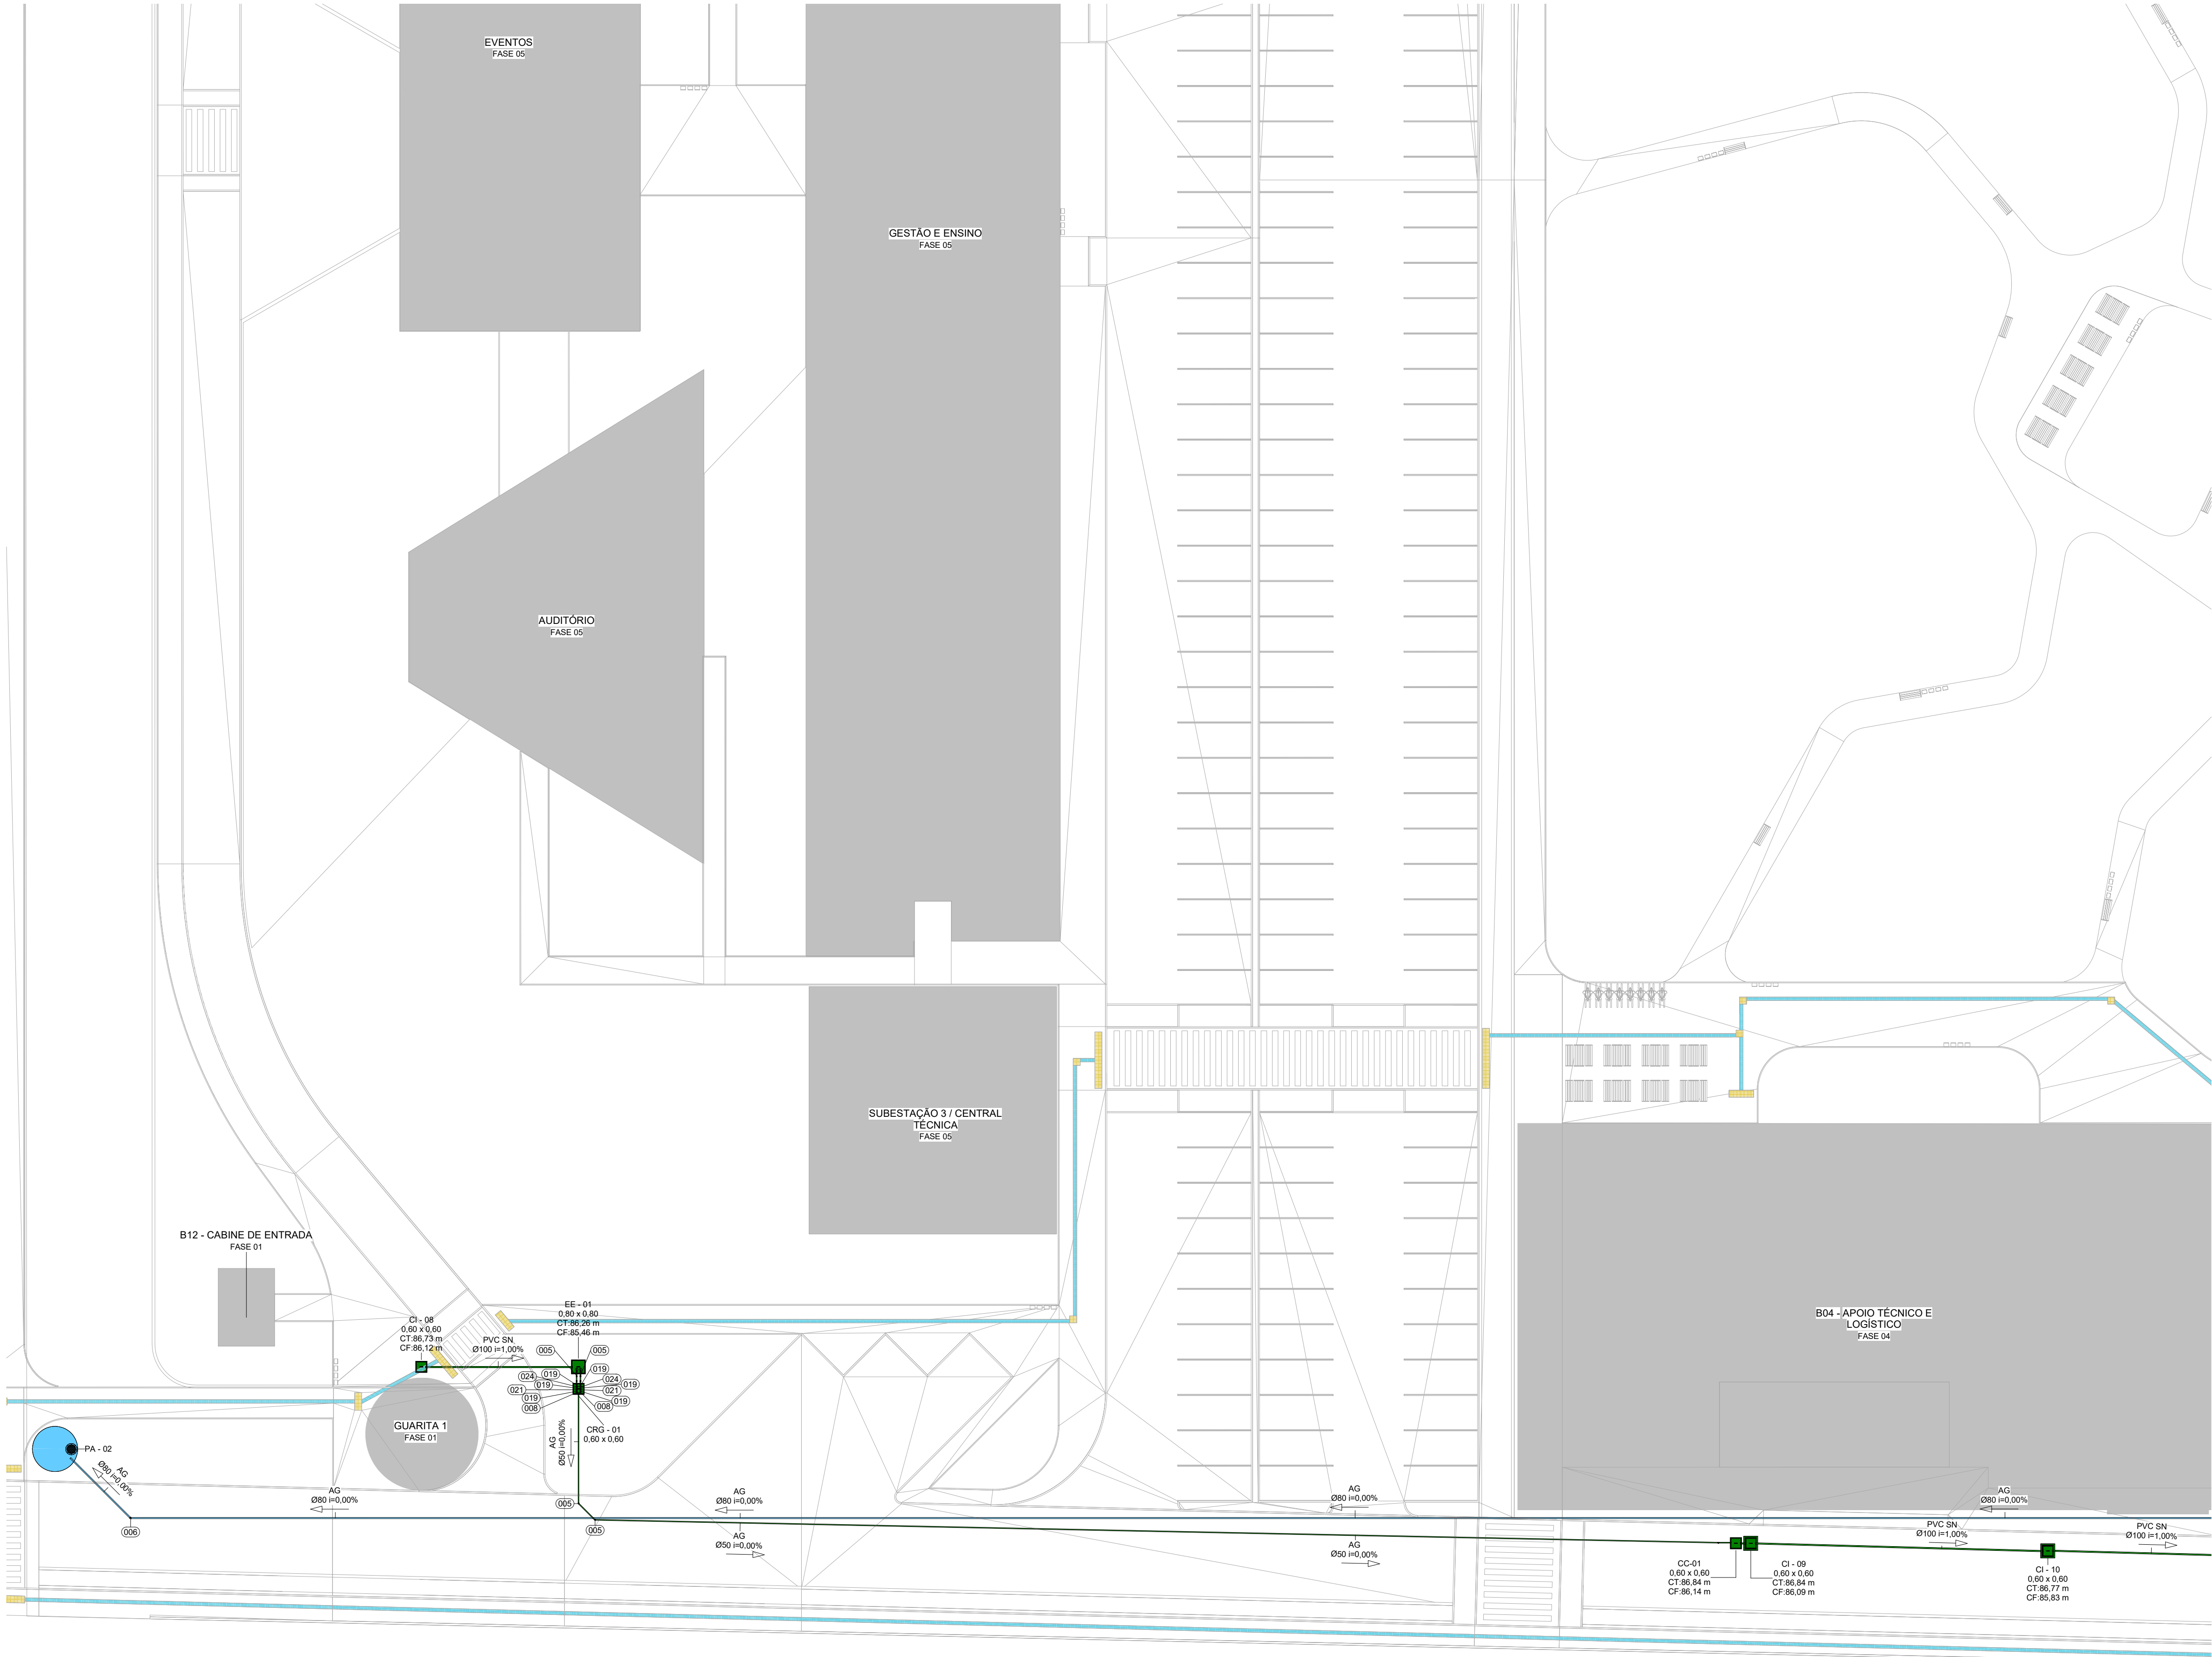 EVENTOS
FASE 05
GESTÃO E ENSINO
FASE 05
AUDITÓRIO
FASE 05
SUBESTAÇÃO 3 / CENTRAL
TÉCNICA
FASE 05
B12 - CABINE DE ENTRADA
FASE 01
B04 - APOIO TÉCNICO E
LOGÍSTICO
FASE 04
CI - 08
0,60 x 0,60
CT:86,73 m
CF:86,12 m
PVC SN
Ø100 i=1,00%
EE - 01
0,80 x 0,80
CT:86,26 m
CF:85,46 m
005
005
019
019
024
024
019
019
021
021
019
019
008
008
CRG - 01
0,60 x 0,60
AG
Ø50 i=0,00%
GUARITA 1
FASE 01
PA - 02
AG
Ø80 i=0,00%
006
AG
Ø80 i=0,00%
005
005
AG
Ø80 i=0,00%
AG
Ø50 i=0,00%
AG
Ø80 i=0,00%
AG
Ø50 i=0,00%
AG
Ø80 i=0,00%
PVC SN
Ø100 i=1,00%
PVC SN
Ø100 i=1,00%
CC-01
0,60 x 0,60
CT:86,84 m
CF:86,14 m
CI - 09
0,60 x 0,60
CT:86,84 m
CF:86,09 m
CI - 10
0,60 x 0,60
CT:86,77 m
CF:85,83 m